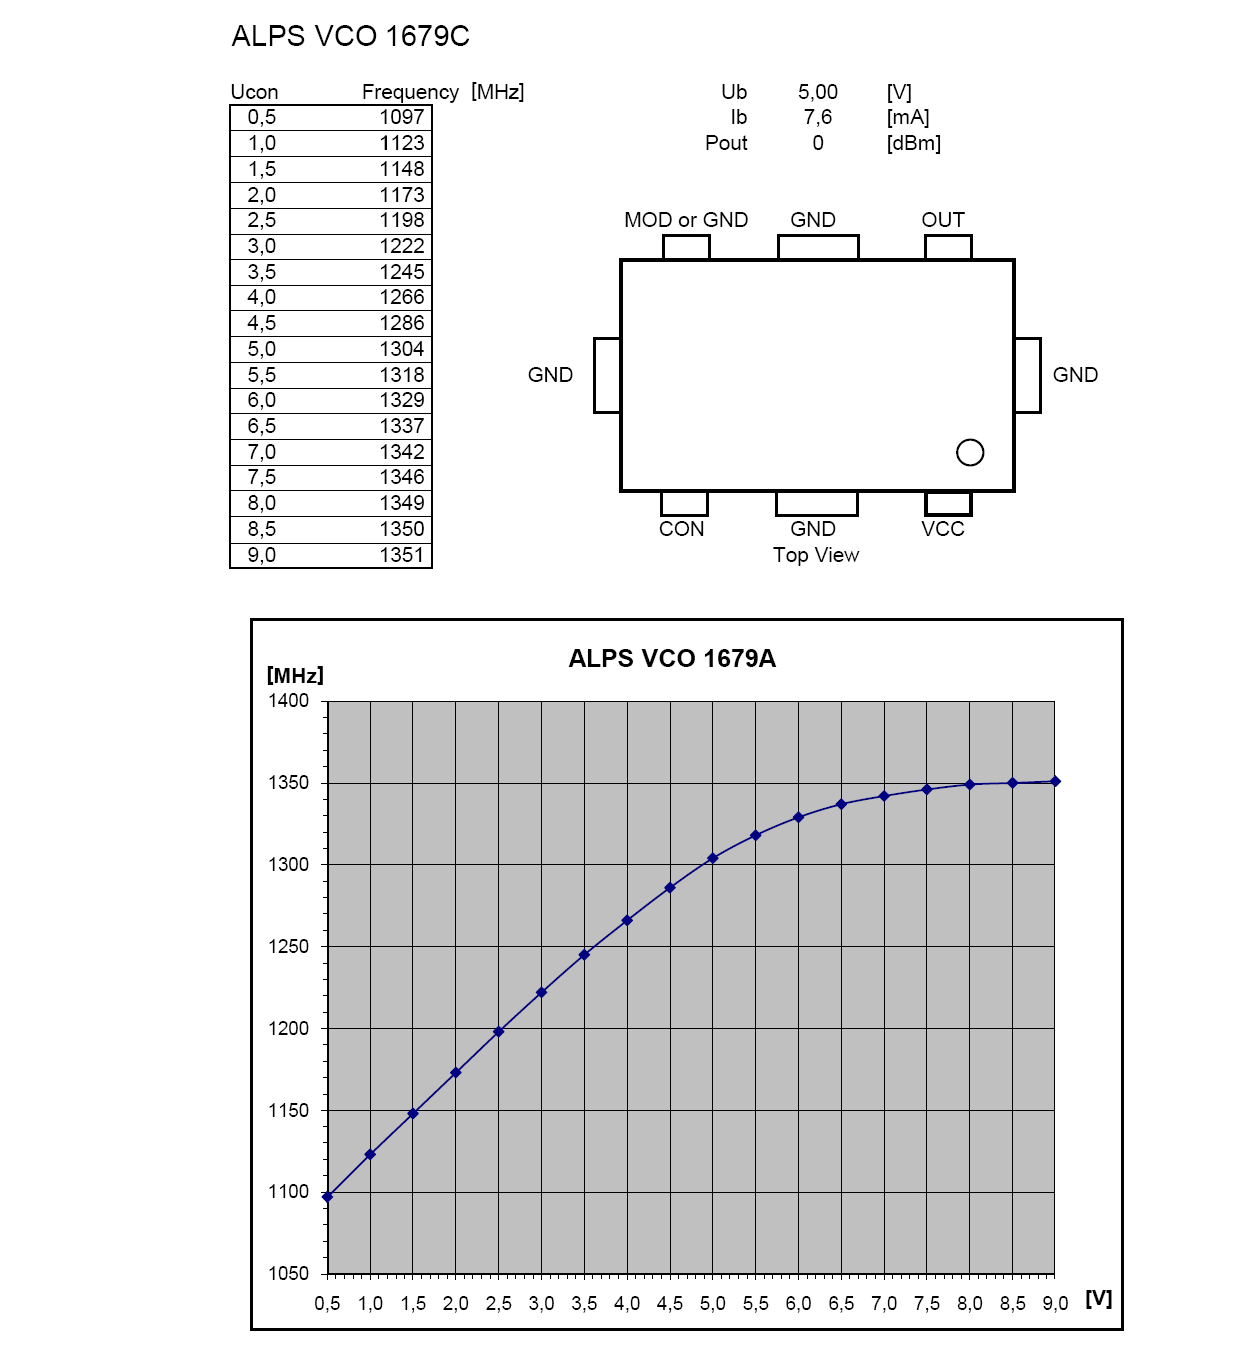 ALPS VCO 1679C
Ucon Frequency [MHz]
0,5 1097
1,0 1123
1,5 1148
2,0 1173
2,5 1198
3,0 1222
3,5 1245
4,0 1266
4,5 1286
5,0 1304
5,5 1318
6,0 1329
6,5 1337
7,0 1342
7,5 1346
8,0 1349
8,5 1350
9,0 1351
Ub 5,00 [V]
Ib 7,6 [mA]
Pout 0 [dBm]
MOD or GND GND OUT
GND GND
CON GND VCC
Top View
ALPS VCO 1679A
[MHz]
1400
1350
1300
1250
1200
1150
1100
1050
0,5 1,0 1,5 2,0 2,5 3,0 3,5 4,0 4,5 5,0 5,5 6,0 6,5 7,0 7,5 8,0 8,5 9,0 [V]